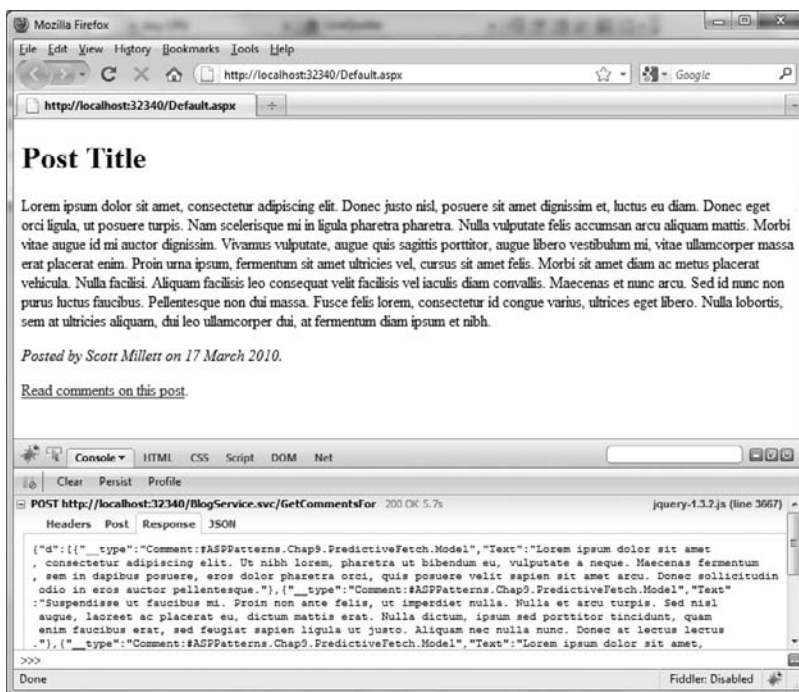 Mozilla Firefox
File Edit View History Bookmarks Tools Help
http://localhost:32340/Default.aspx
Google
http://localhost:32340/Default.aspx
Post Title
Lorem ipsum dolor sit amet, consectetur adipiscing elit. Donec justo nisl, posuere sit amet dignissim et, luctus eu diam. Donec eget
orci ligula, ut posuere turpis. Nam scelerisque mi in ligula pharetra pharetra. Nulla vulputate felis accumsan arcu aliquam mattis. Morbi
vitae augue id mi auctor dignissim. Vivamus vulputate, augue quis sagittis porttitor, augue libero vestibulum mi, vitae ullamcorper massa
erat placerat enim. Proin urna ipsum, fermentum sit amet ultricies vel, cursus sit amet felis. Morbi sit amet diam ac metus placerat
vehicula. Nulla facilisi. Aliquam facilisis leo consequat velit facilisis vel iaculis diam convallis. Maecenas et nunc arcu. Sed id nunc non
purus luctus faucibus. Pellentesque non dui massa. Fusce felis lorem, consectetur id congue varius, ultrices eget libero. Nulla lobortis,
sem at ultricies aliquam, dui leo ullamcorper dui, at fermentum diam ipsum et nibh.
Posted by Scott Millett on 17 March 2010.
Read comments on this post.
Console HTML CSS Script DOM Net
Clear Persist Profile
POST http://localhost:32340/BlogService.svc/GetCommentsFor 200 OK 5.7s jquery-1.3.2.js (line 3667)
Headers Post Response JSON
{"d":[{"__type":"Comment:#ASPPatterns.Chap9.PredictiveFetch.Model","Text":"Lorem ipsum dolor sit amet
, consectetur adipiscing elit. Ut nibh lorem, pharetra ut bibendum eu, vulputate a neque. Maecenas fermentum
, sem in dapibus posuere, eros dolor pharetra orci, quis posuere velit sapien sit amet arcu. Donec sollicitudin
odio in eros auctor pellentesque."},{"__type":"Comment:#ASPPatterns.Chap9.PredictiveFetch.Model","Text"
:"Suspendisse ut faucibus mi. Proin non ante felis, ut imperdiet nulla. Nulla et arcu turpis. Sed nisl
augue, laoreet ac placerat eu, dictum mattis erat. Nulla dictum, ipsum sed porttitor tincidunt, quam
enim faucibus erat, sed feugiat sapien ligula ut justo. Aliquam nec nulla nunc. Donec at lectus lectus
."},{"__type":"Comment:#ASPPatterns.Chap9.PredictiveFetch.Model","Text":"Lorem ipsum dolor sit amet,
>>>
Done Fiddler: Disabled